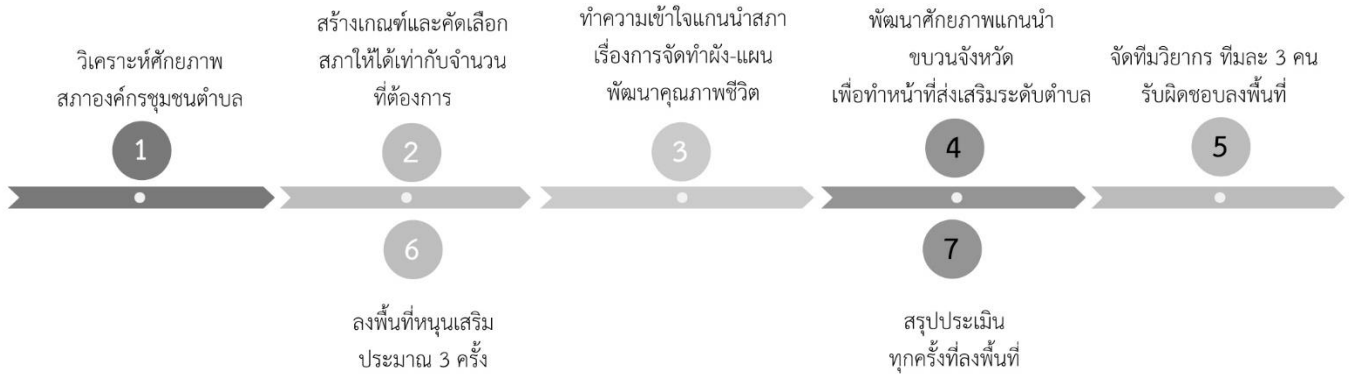 วิเคราะห์ศักยภาพ
สภาองค์กรชุมชนตำบล
1
สร้างเกณฑ์และคัดเลือก
สภาให้ได้เท่ากับจำนวน
ที่ต้องการ
2
ทำความเข้าใจแกนนำสภา
เรื่องการจัดทำผัง-แผน
พัฒนาคุณภาพชีวิต
3
พัฒนาศักยภาพแกนนำ
ขบวนจังหวัด
เพื่อทำหน้าที่ส่งเสริมระดับตำบล
4
จัดทีมวิยากร ทีมละ 3 คน
รับผิดชอบลงพื้นที่
5
6
ลงพื้นที่หนุนเสริม
ประมาณ 3 ครั้ง
7
สรุปประเมิน
ทุกครั้งที่ลงพื้นที่